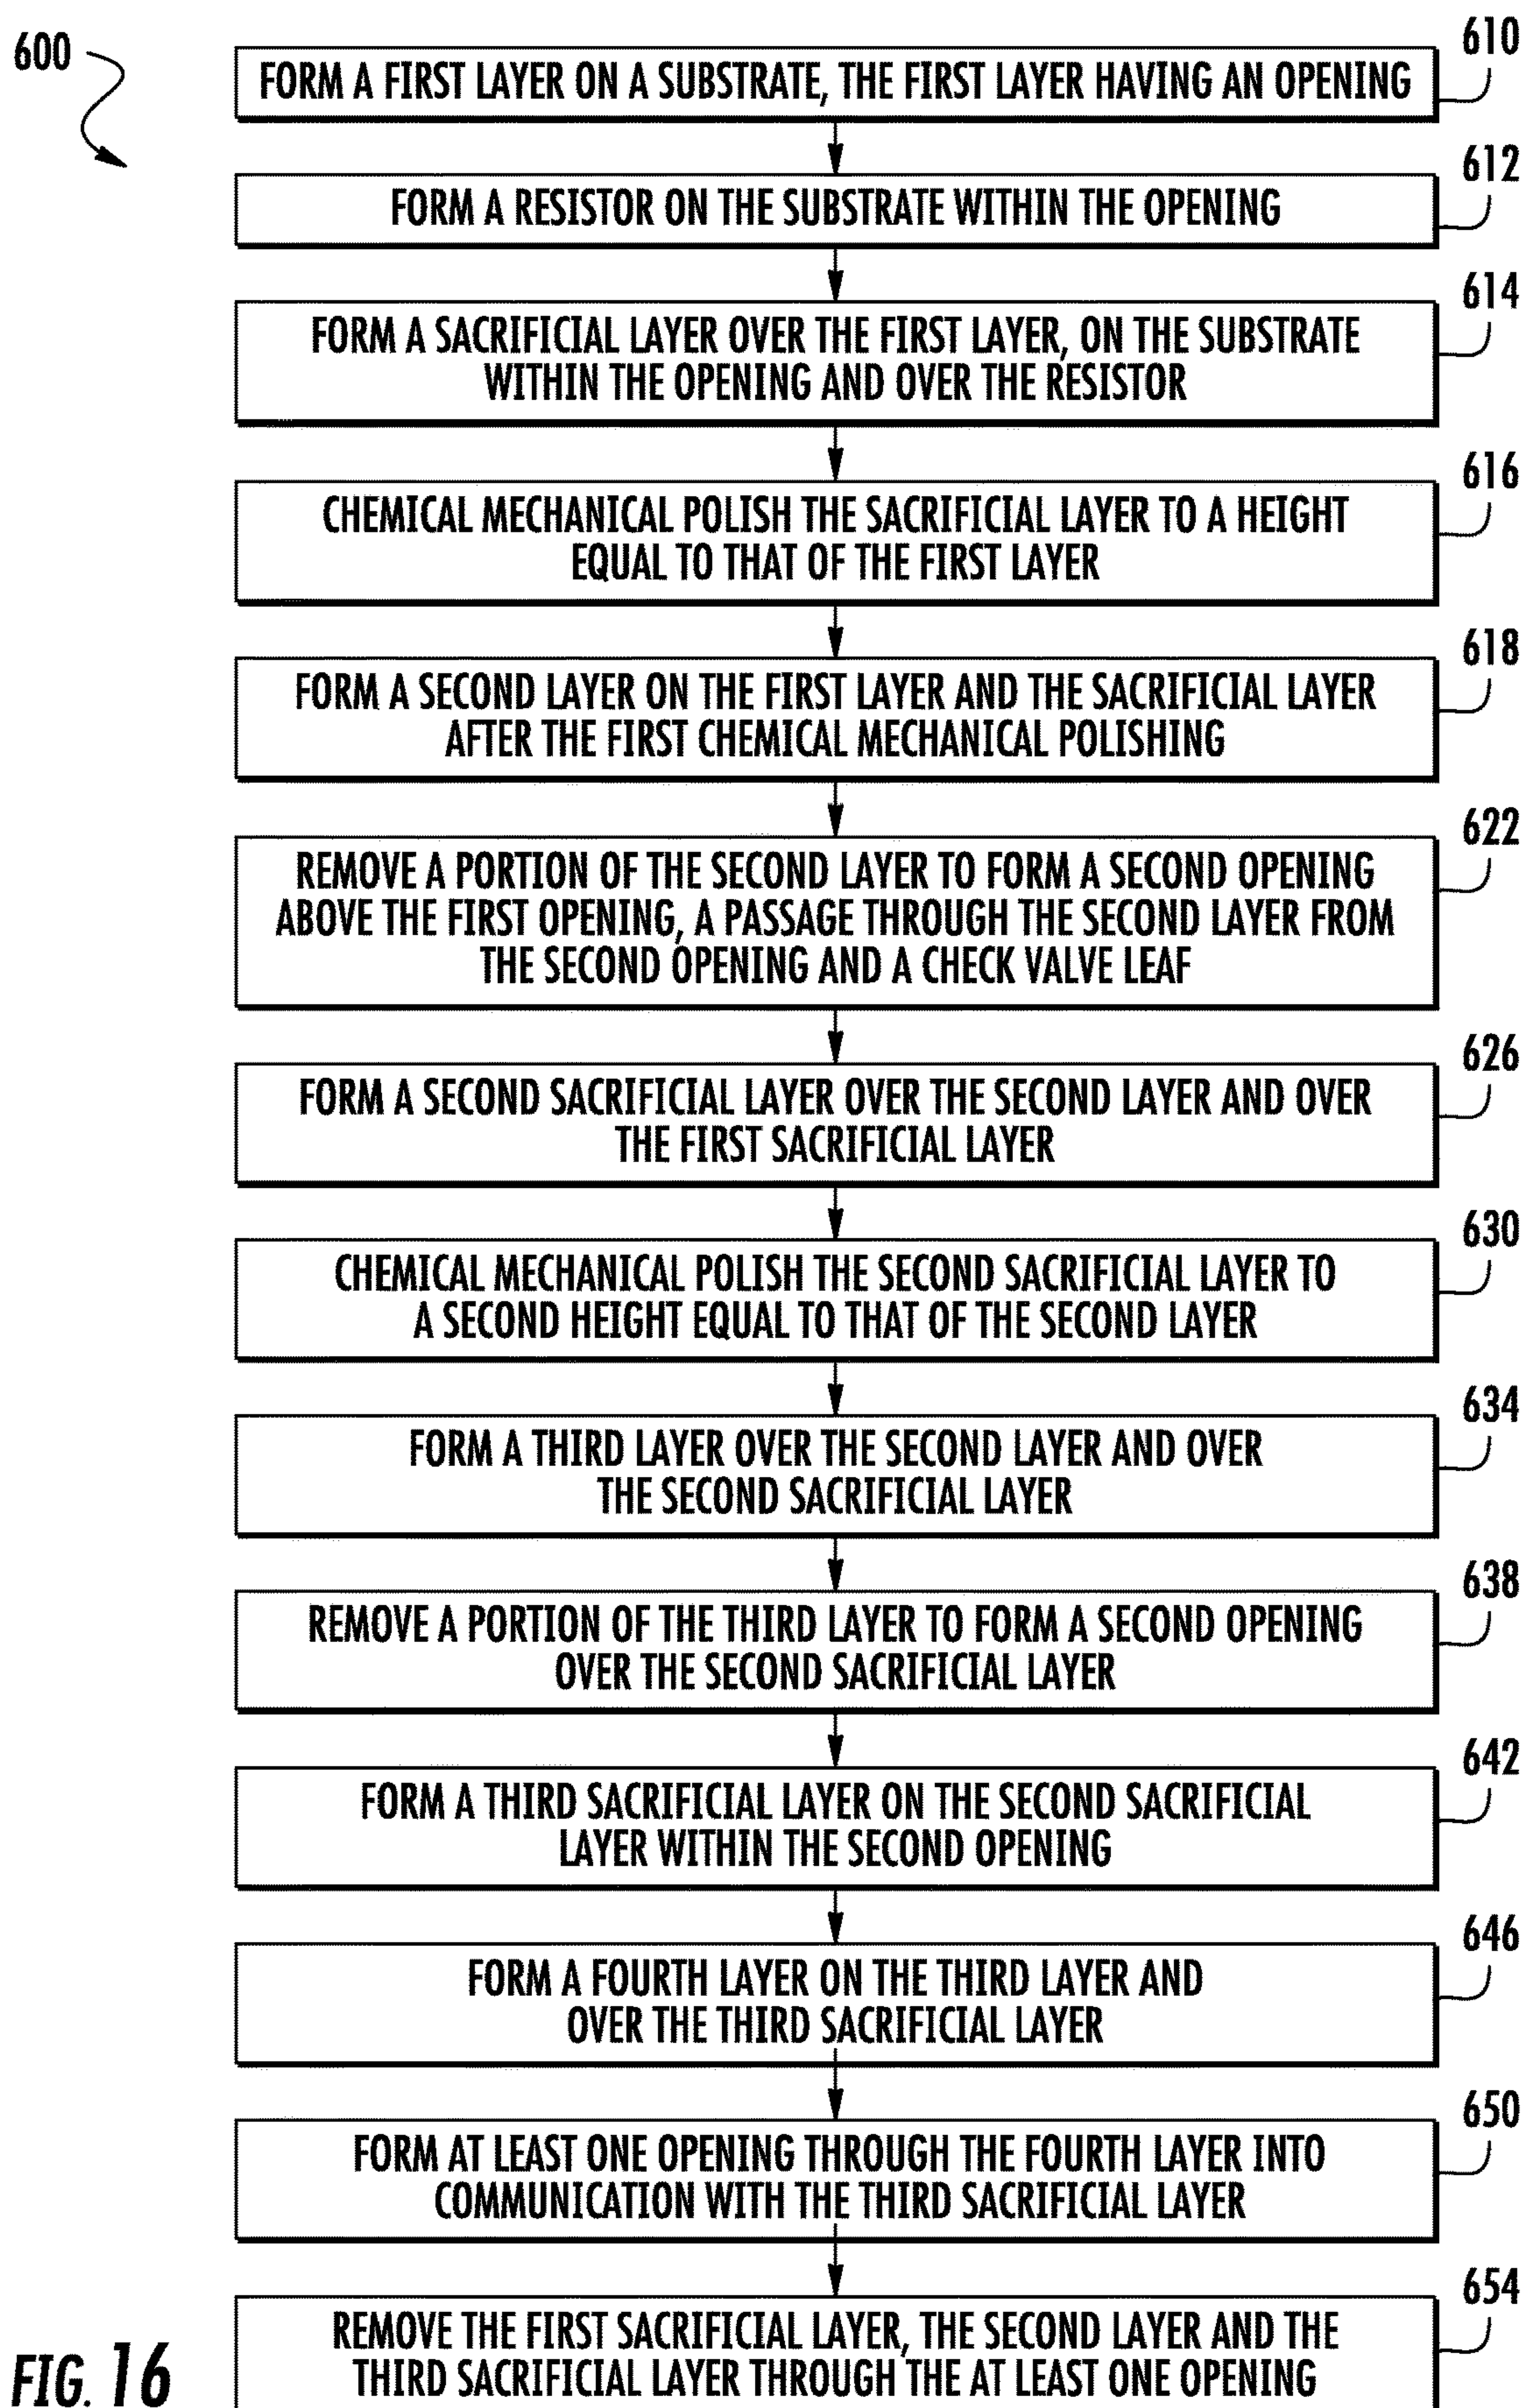 600
610
FORM A FIRST LAYER ON A SUBSTRATE, THE FIRST LAYER HAVING AN OPENING
612
FORM A RESISTOR ON THE SUBSTRATE WITHIN THE OPENING
614
FORM A SACRIFICIAL LAYER OVER THE FIRST LAYER, ON THE SUBSTRATE
WITHIN THE OPENING AND OVER THE RESISTOR
616
CHEMICAL MECHANICAL POLISH THE SACRIFICIAL LAYER TO A HEIGHT
EQUAL TO THAT OF THE FIRST LAYER
618
FORM A SECOND LAYER ON THE FIRST LAYER AND THE SACRIFICIAL LAYER
AFTER THE FIRST CHEMICAL MECHANICAL POLISHING
622
REMOVE A PORTION OF THE SECOND LAYER TO FORM A SECOND OPENING
ABOVE THE FIRST OPENING, A PASSAGE THROUGH THE SECOND LAYER FROM
THE SECOND OPENING AND A CHECK VALVE LEAF
626
FORM A SECOND SACRIFICIAL LAYER OVER THE SECOND LAYER AND OVER
THE FIRST SACRIFICIAL LAYER
630
CHEMICAL MECHANICAL POLISH THE SECOND SACRIFICIAL LAYER TO
A SECOND HEIGHT EQUAL TO THAT OF THE SECOND LAYER
634
FORM A THIRD LAYER OVER THE SECOND LAYER AND OVER
THE SECOND SACRIFICIAL LAYER
638
REMOVE A PORTION OF THE THIRD LAYER TO FORM A SECOND OPENING
OVER THE SECOND SACRIFICIAL LAYER
642
FORM A THIRD SACRIFICIAL LAYER ON THE SECOND SACRIFICIAL
LAYER WITHIN THE SECOND OPENING
646
FORM A FOURTH LAYER ON THE THIRD LAYER AND
OVER THE THIRD SACRIFICIAL LAYER
650
FORM AT LEAST ONE OPENING THROUGH THE FOURTH LAYER INTO
COMMUNICATION WITH THE THIRD SACRIFICIAL LAYER
654
REMOVE THE FIRST SACRIFICIAL LAYER, THE SECOND LAYER AND THE
THIRD SACRIFICIAL LAYER THROUGH THE AT LEAST ONE OPENING
FIG. 16